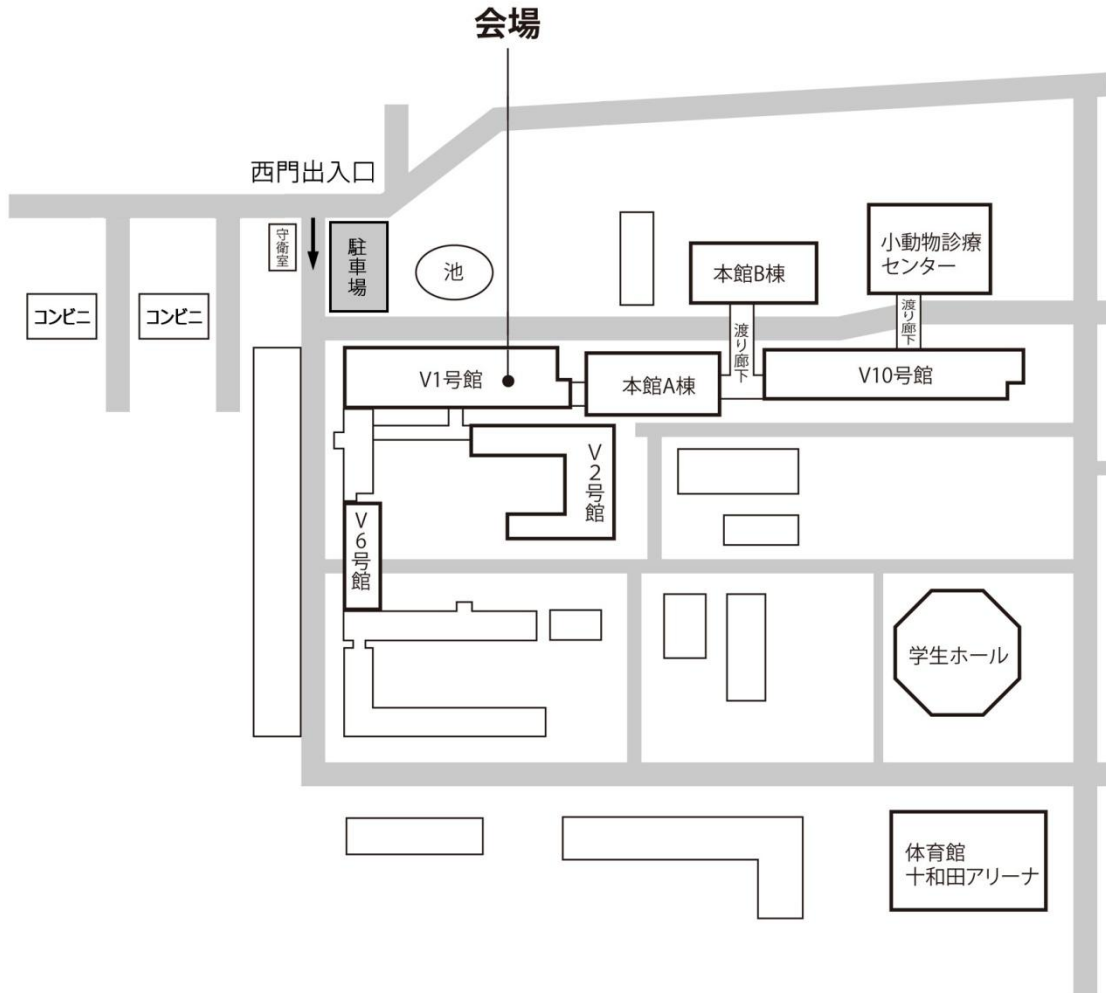 会場
西門出入口
守衛室
駐車場
池
小動物診療
センター
本館B棟
コンビニ
コンビニ
渡り廊下
渡り廊下
V1号館
本館A棟
V10号館
V2号館
V6号館
学生ホール
体育館
十和田アリーナ